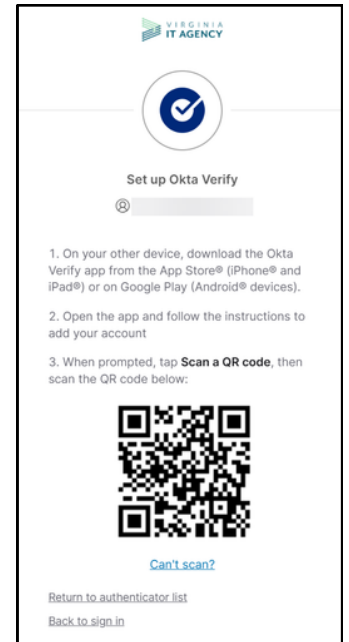 VIRGINIA
IT AGENCY
Set up Okta Verify
1. On your other device, download the Okta
Verify app from the App Store® (iPhone® and
iPad®) or on Google Play (Android® devices).
2. Open the app and follow the instructions to
add your account
3. When prompted, tap Scan a QR code, then
scan the QR code below:
Can't scan?
Return to authenticator list
Back to sign in